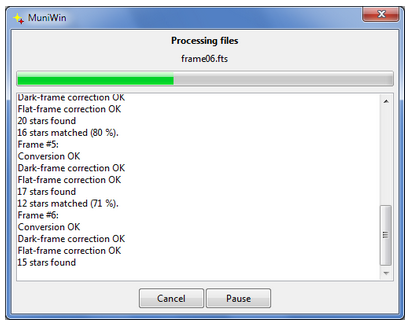 MuniWin
Processing files
frame06.fts
Dark-frame correction OK
Flat-frame correction OK
20 stars found
16 stars matched (80 %).
Frame #5:
Conversion OK
Dark-frame correction OK
Flat-frame correction OK
17 stars found
12 stars matched (71 %).
Frame #6:
Conversion OK
Dark-frame correction OK
Flat-frame correction OK
15 stars found
Cancel Pause